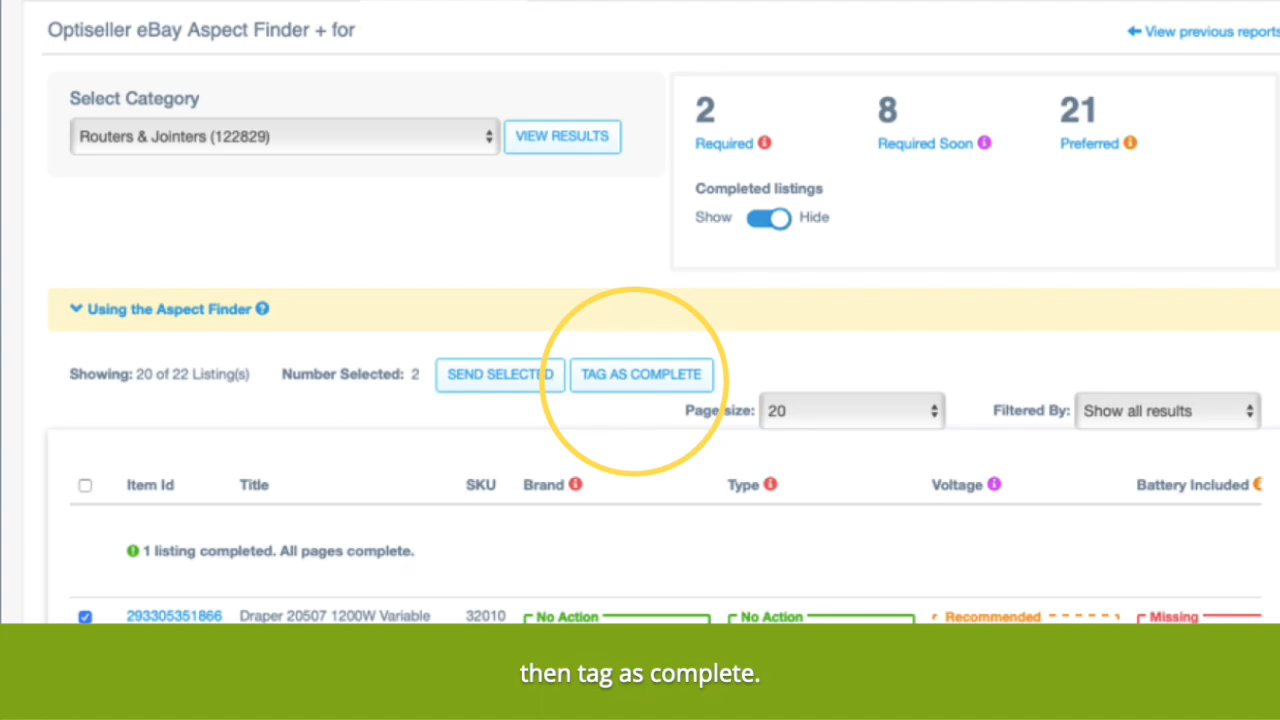 Optiseller eBay Aspect Finder + for
View previous reports
Select Category
Routers & Jointers (122829)
VIEW RESULTS
2
8
21
Required
Required Soon
Preferred
Completed listings
Show
Hide
Using the Aspect Finder
Showing: 20 of 22 Listing(s)
Number Selected: 2
SEND SELECTED
TAG AS COMPLETE
Page size: 20
Filtered By: Show all results
Item Id
Title
SKU
Brand
Type
Voltage
Battery Included
1 listing completed. All pages complete.
293305351866
Draper 20507 1200W Variable
32010
No Action
No Action
Recommended
Missing
then tag as complete.